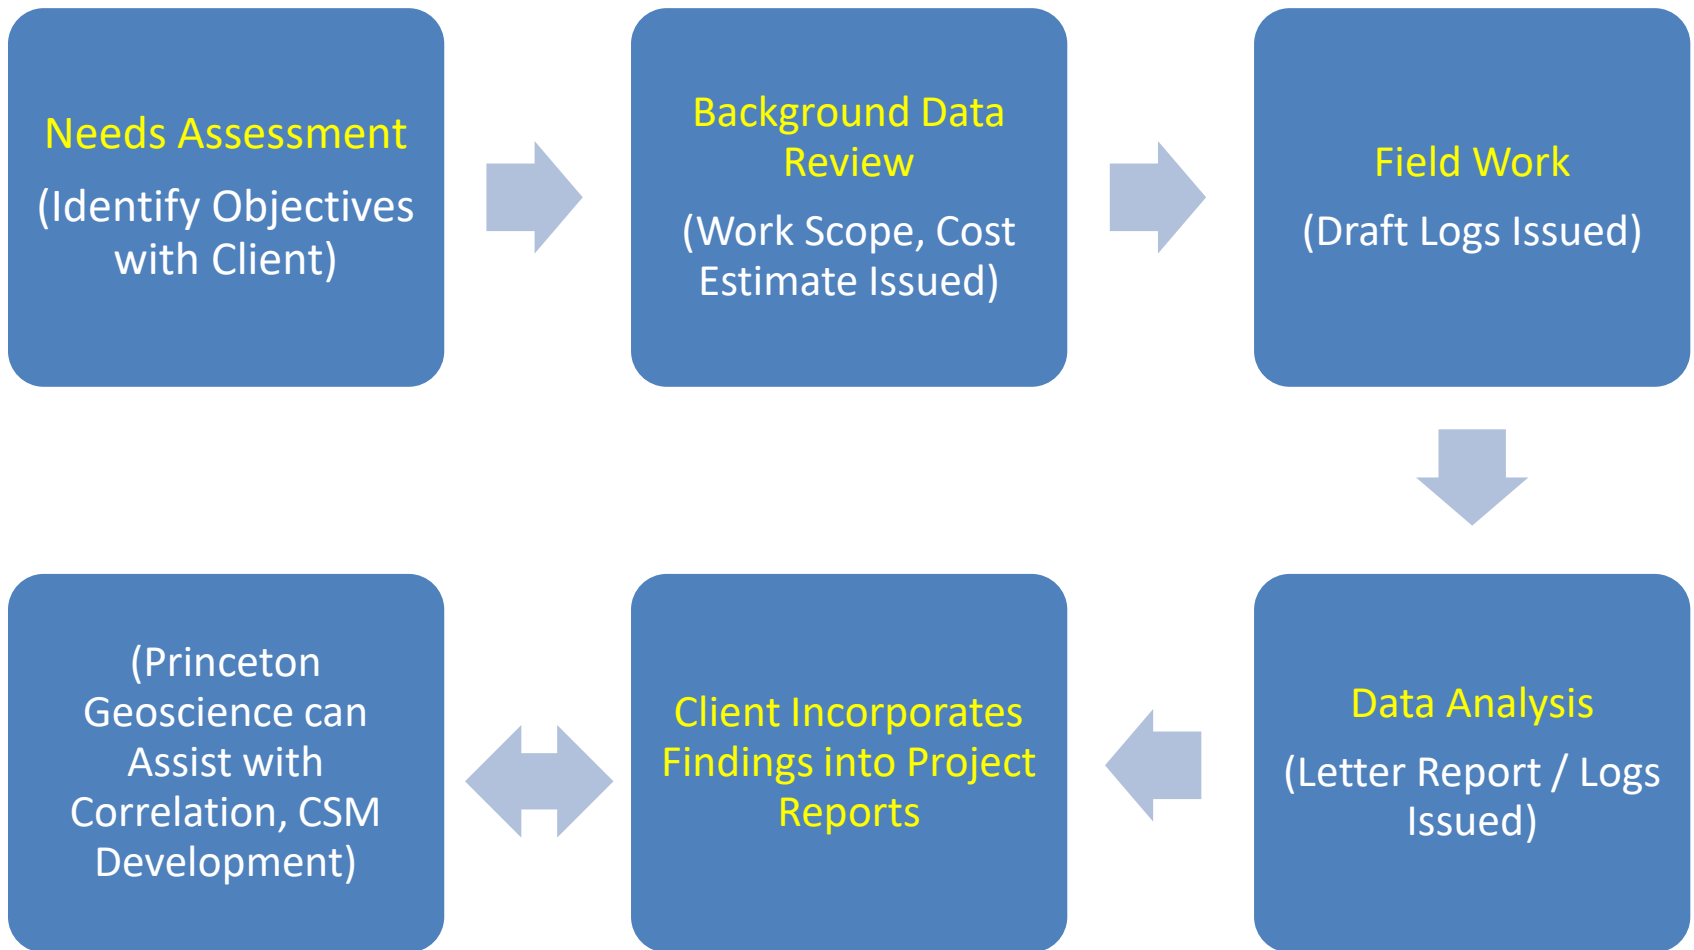 Needs Assessment
(Identify Objectives
with Client)
Background Data
Review
(Work Scope, Cost
Estimate Issued)
Field Work
(Draft Logs Issued)
Data Analysis
(Letter Report / Logs
Issued)
Client Incorporates
Findings into Project
Reports
(Princeton
Geoscience can
Assist with
Correlation, CSM
Development)